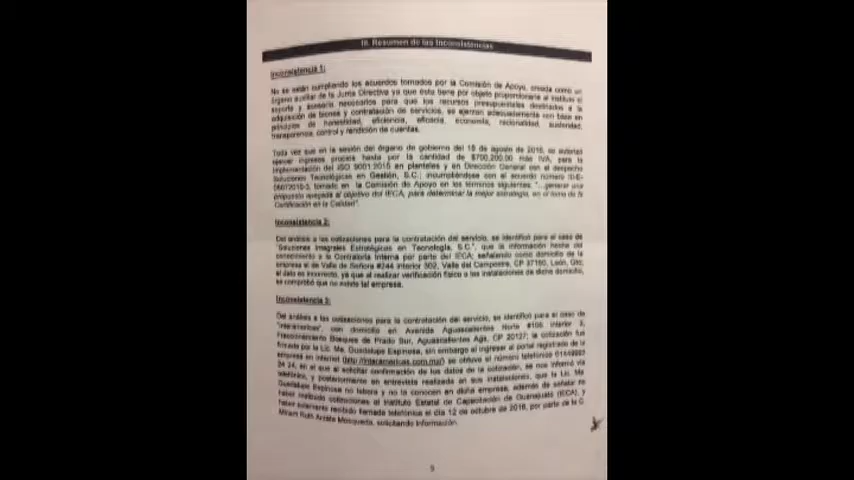 III. Resumen de las Inconsistencias
Inconsistencia 1:
No se están cumpliendo los acuerdos tomados por la Comisión de Apoyo, creada como un
órgano auxiliar de la Junta Directiva ya que ésta tiene por objeto proporcionarle al Instituto el
soporte y asesoría necesarios para que los recursos presupuestales destinados a la
adquisición de bienes y contratación de servicios, se ejerzan adecuadamente con base en
principios de honestidad, eficiencia, eficacia, economía, racionalidad, austeridad,
transparencia, control y rendición de cuentas.
Toda vez que en la sesión del órgano de gobierno del 18 de agosto de 2016, se autoriza
ejercer ingresos propios hasta por la cantidad de $700,200.00 más IVA, para la
implementación del ISO 9001:2015 en planteles y en Dirección General con el despacho
Soluciones Tecnológicas en Gestión, S.C.; incumpliéndose con el acuerdo número
tomado en la Comisión de Apoyo en los términos siguientes: "...generar una
propuesta apegada al objetivo del IECA, para determinar la mejor estrategia, en el tema de la
Certificación en la Calidad".
Inconsistencia 2:
Del análisis a las cotizaciones para la contratación del servicio, se identificó para el caso de
"Soluciones Integrales Estratégicas en Tecnología, S.C.", que la información hecha del
conocimiento a la Contraloría Interna por parte del IECA; señalando como domicilio de la
empresa el de Valle de Señora #244 interior 302, Valle del Campestre, CP 37150, León, Gto;
el dato es incorrecto, ya que al realizar verificación física a las instalaciones de dicho domicilio,
se comprobó que no existe tal empresa.
Inconsistencia 3:
Del análisis a las cotizaciones para la contratación del servicio, se identificó para el caso de
"Interamericas", con domicilio en Avenida Aguascalientes Norte #106 interior 3,
Fraccionamiento Bosques de Prado Sur, Aguascalientes Ags, CP 20127; la cotización fue
firmada por la Lic. Ma. Guadalupe Espinosa, sin embargo al ingresar al portal registrado de la
empresa en internet (http://interamericas.com.mx/) se obtuvo el número telefónico
24 24, en el que al solicitar confirmación de los datos de la cotización, se nos informó vía
telefónica, y posteriormente en entrevista realizada en sus instalaciones, que la Lic. Ma.
Guadalupe Espinosa no labora y no la conocen en dicha empresa, además de señalar no
haber realizado cotizaciones al Instituto Estatal de Capacitación de Guanajuato (IECA), y
haber solamente recibido llamada telefónica el día 12 de octubre de 2016, por parte de la C.
Miriam Ruth Arzate Mosqueda, solicitando información.
9